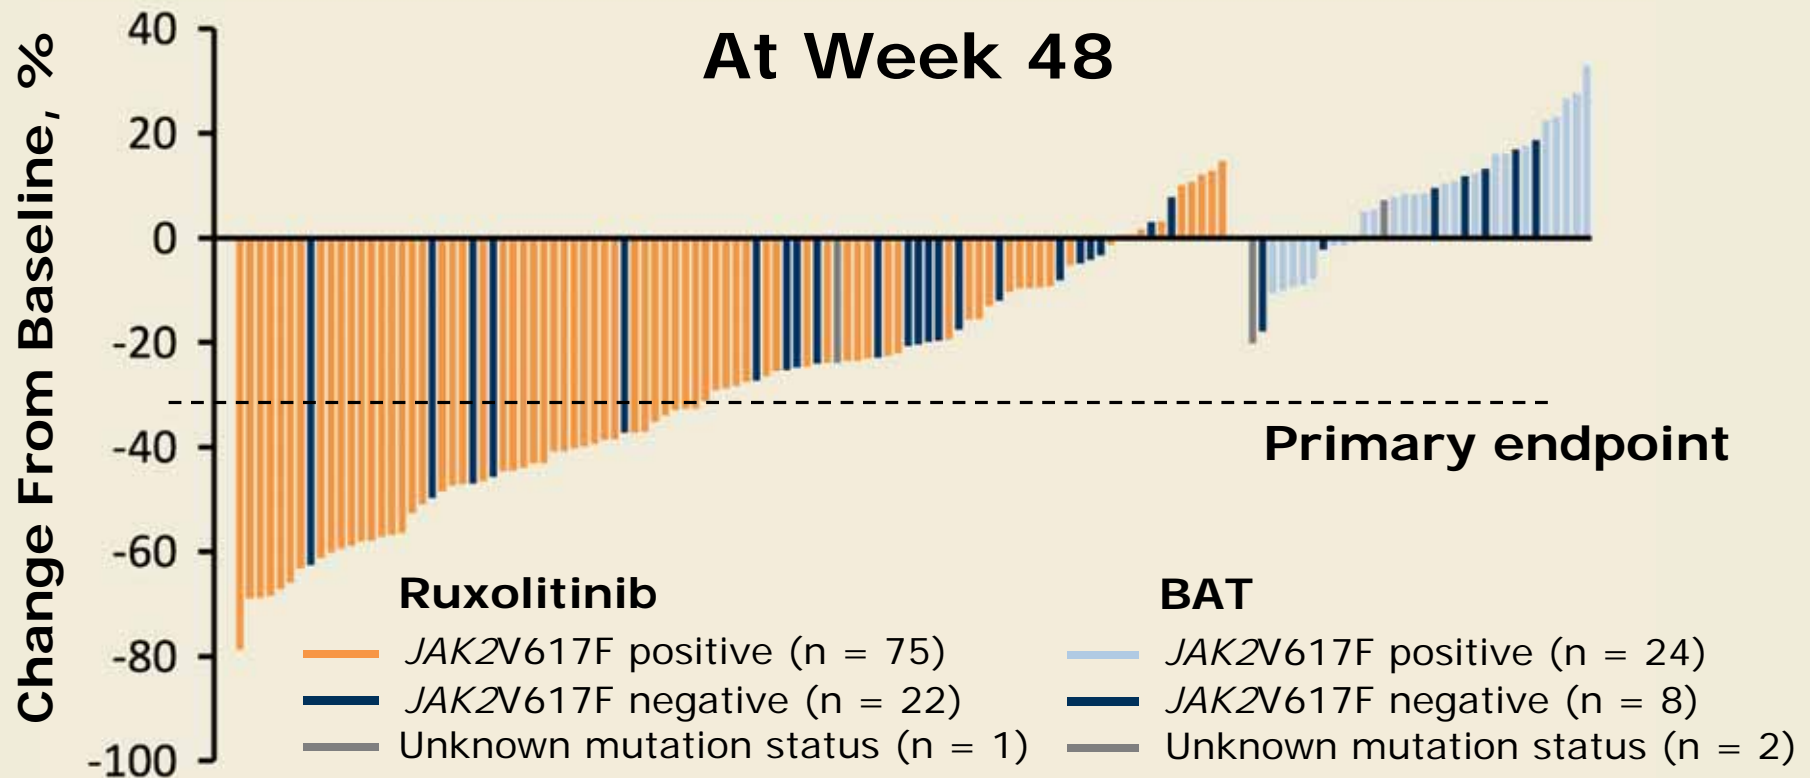 At Week 48
Change From Baseline, %
40
20
0
-20
-40
-60
-80
-100
Primary endpoint
Ruxolitinib
JAK2V617F positive (n = 75)
JAK2V617F negative (n = 22)
Unknown mutation status (n = 1)
BAT
JAK2V617F positive (n = 24)
JAK2V617F negative (n = 8)
Unknown mutation status (n = 2)